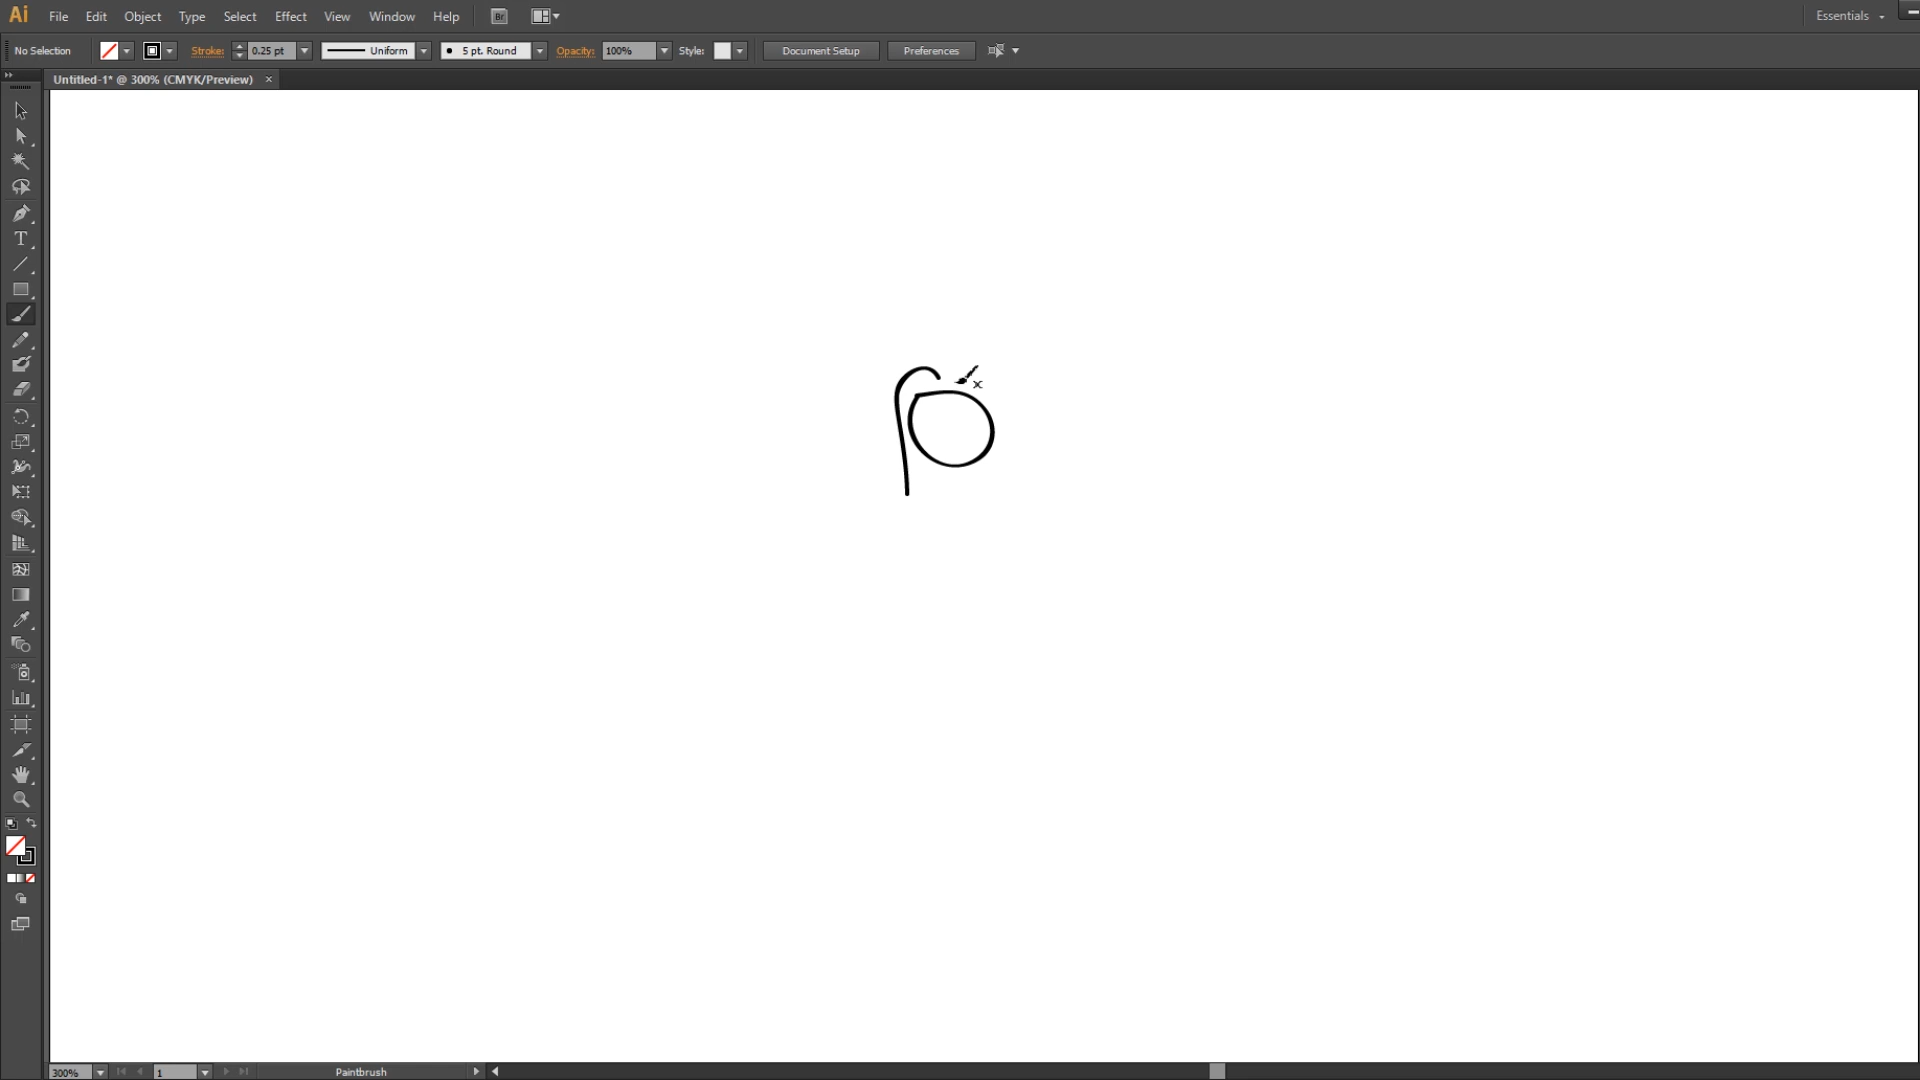 Ai File Edit Object Type Select Effect View Window Help Br Essentials
No Selection Stroke: 0.25 pt Uniform 5 pt. Round Opacity: 100% Style: Document Setup Preferences
Untitled-1* @ 300% (CMYK/Preview) ×
300% 1 Paintbrush